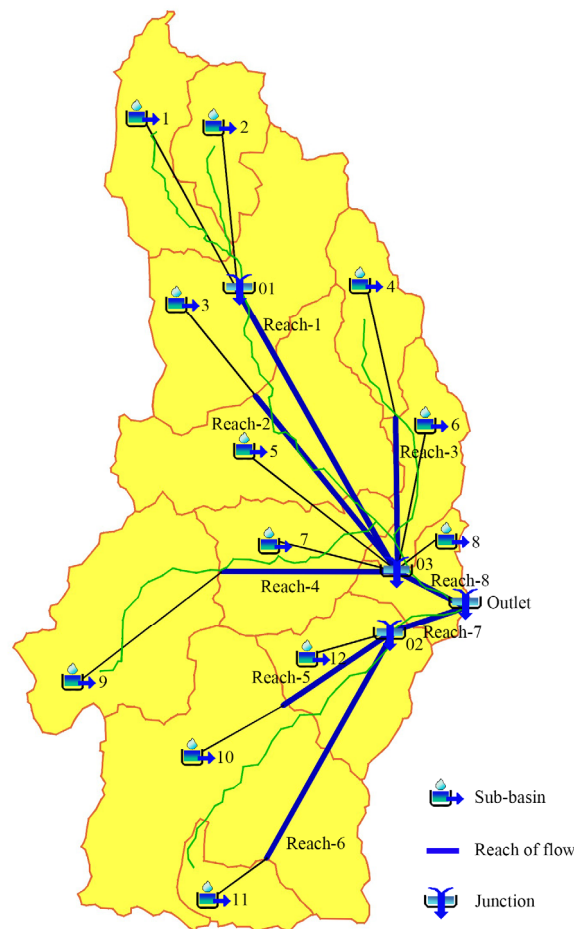 1
2
01
3
4
Reach-1
Reach-2
5
6
Reach-3
7
8
03
Reach-4
Reach-8
Outlet
Reach-7
02
12
Reach-5
9
10
Sub-basin
Reach-6
Reach of flow
11
Junction